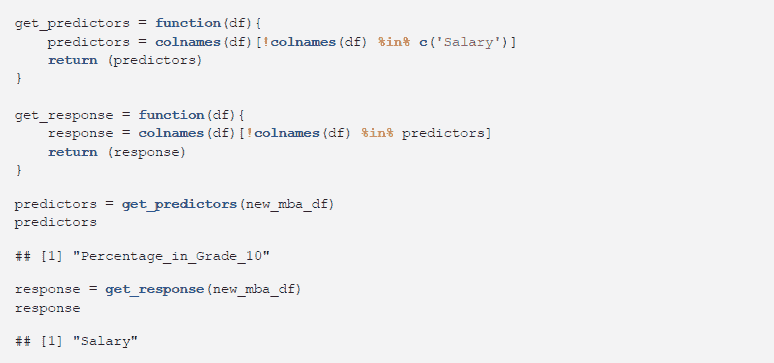 get_predictors = function(df){
    predictors = colnames(df)[!colnames(df) %in% c('Salary')]
    return (predictors)
}
get_response = function(df){
    response = colnames(df)[!colnames(df) %in% predictors]
    return (response)
}
predictors = get_predictors(new_mba_df)
predictors
## [1] "Percentage_in_Grade_10"
response = get_response(new_mba_df)
response
## [1] "Salary"